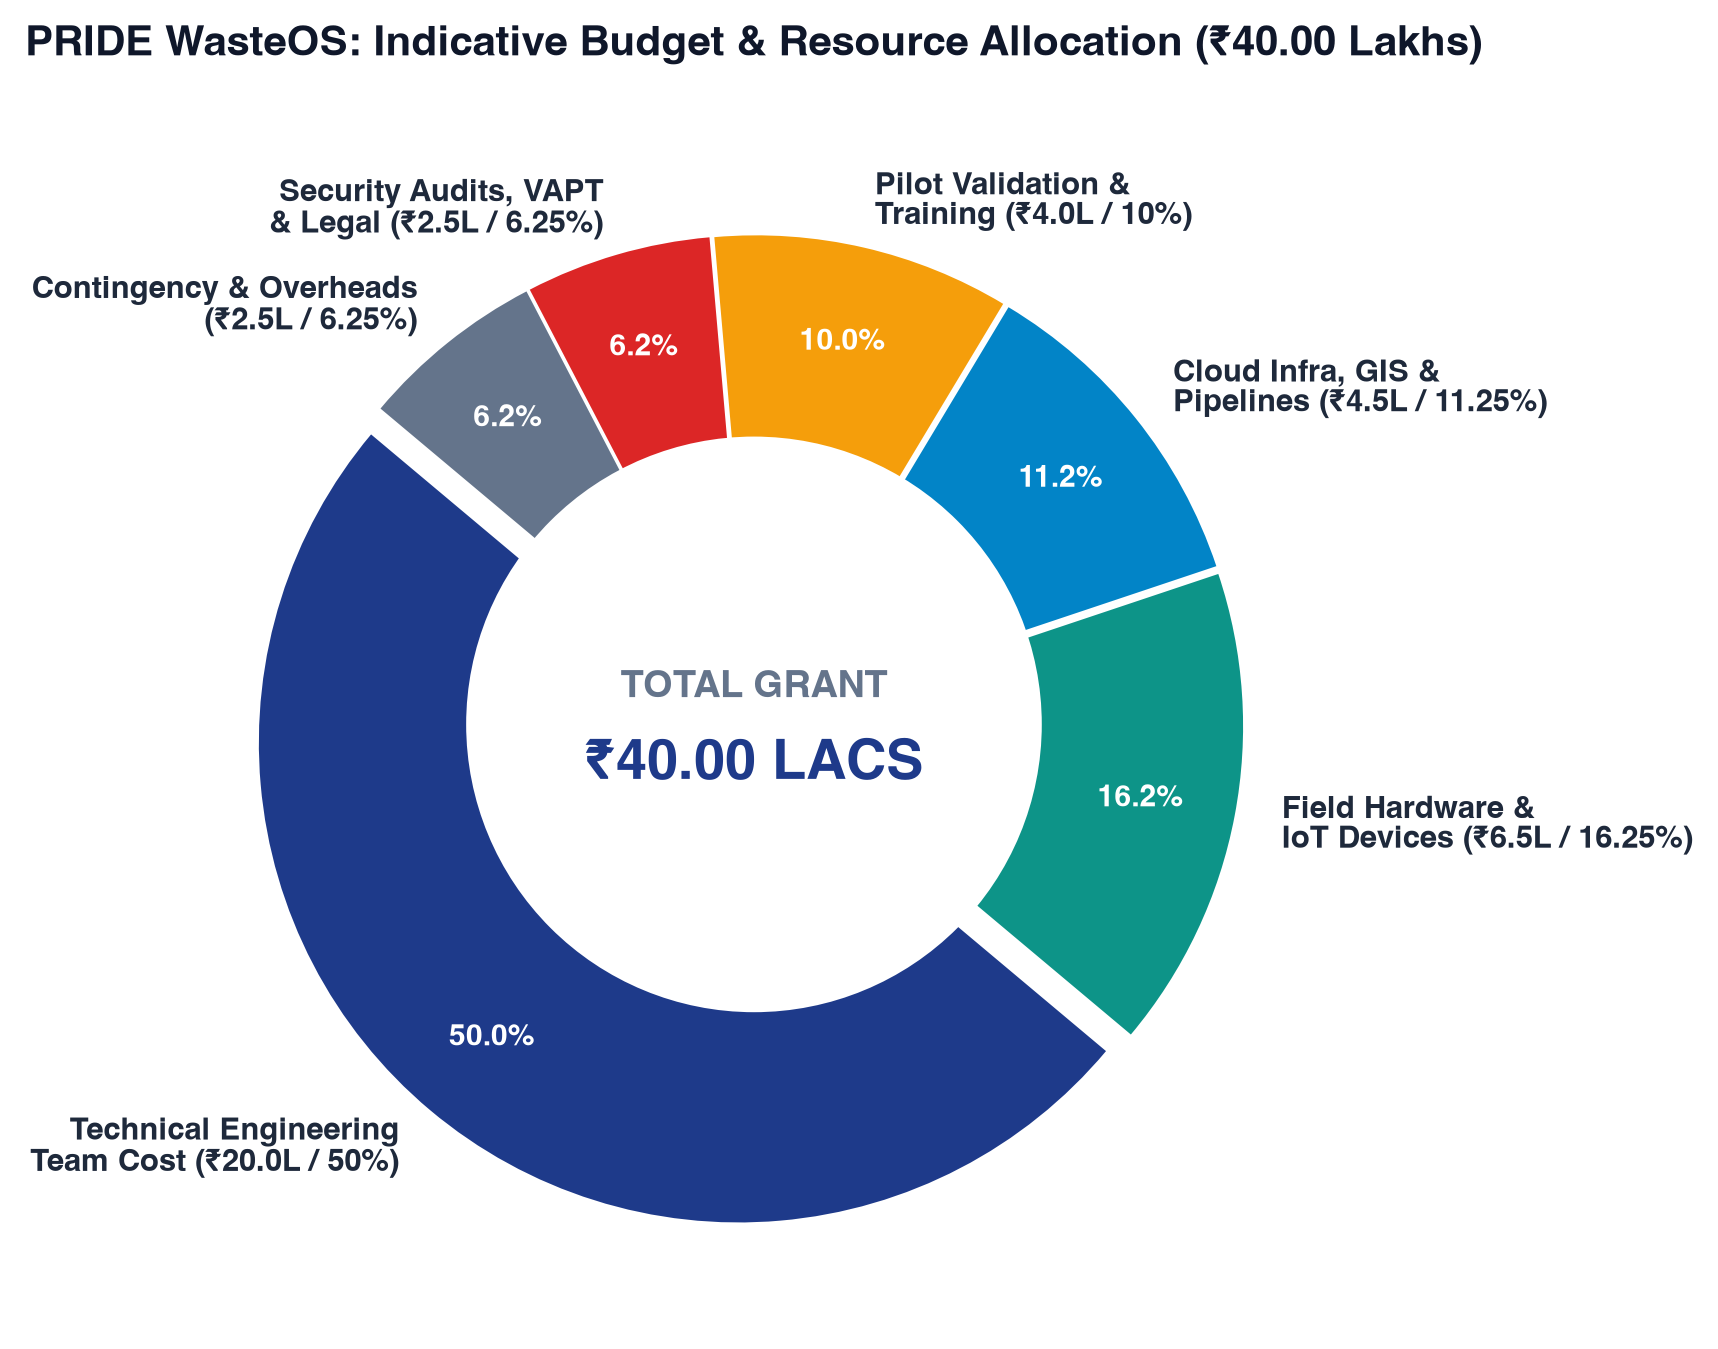 PRIDE WasteOS: Indicative Budget & Resource Allocation (₹40.00 Lakhs)
Security Audits, VAPT
& Legal (₹2.5L / 6.25%)
Pilot Validation &
Training (₹4.0L / 10%)
Contingency & Overheads
(₹2.5L / 6.25%)
6.2%
10.0%
Cloud Infra, GIS &
Pipelines (₹4.5L / 11.25%)
6.2%
11.2%
TOTAL GRANT
₹40.00 LACS
16.2%
Field Hardware &
IoT Devices (₹6.5L / 16.25%)
50.0%
Technical Engineering
Team Cost (₹20.0L / 50%)